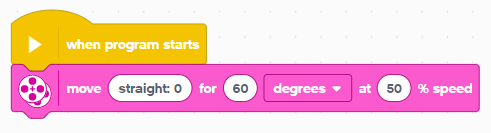 when program starts
move straight: 0 for 60 degrees at 50 % speed